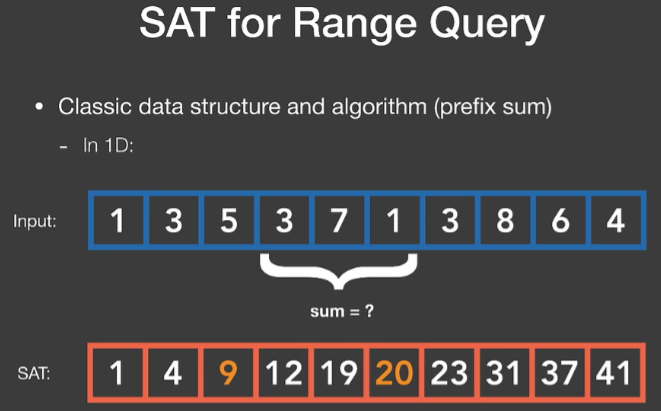 SAT for Range Query
• Classic data structure and algorithm (prefix sum)
- In 1D:
Input: 1 3 5 3 7 1 3 8 6 4
sum = ?
SAT: 1 4 9 12 19 20 23 31 37 41